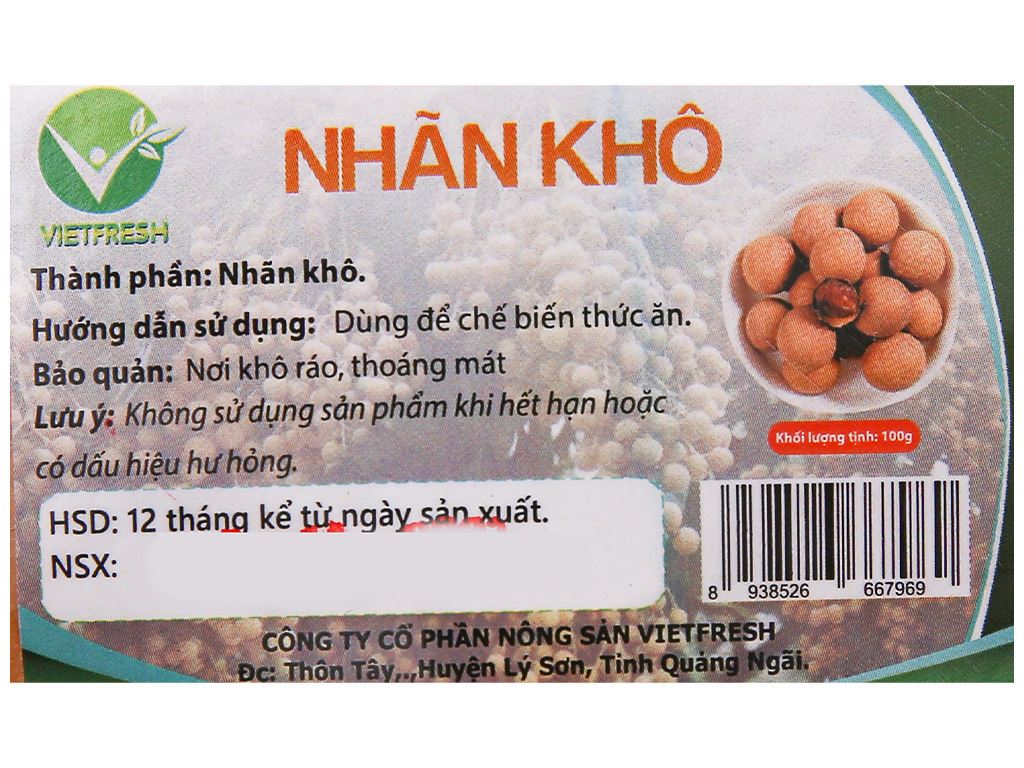 VIETFRESH
NHÃN KHÔ
Thành phần: Nhãn khô.
Hướng dẫn sử dụng: Dùng để chế biến thức ăn.
Bảo quản: Nơi khô ráo, thoáng mát
Lưu ý: Không sử dụng sản phẩm khi hết hạn hoặc
có dấu hiệu hư hỏng.
Khối lượng tịnh: 100g
HSD: 12 tháng kể từ ngày sản xuất.
NSX:
8 938526 667969
CÔNG TY CỔ PHẦN NÔNG SẢN VIETFRESH
Đc: Thôn Tây,.,Huyện Lý Sơn, Tỉnh Quảng Ngãi.